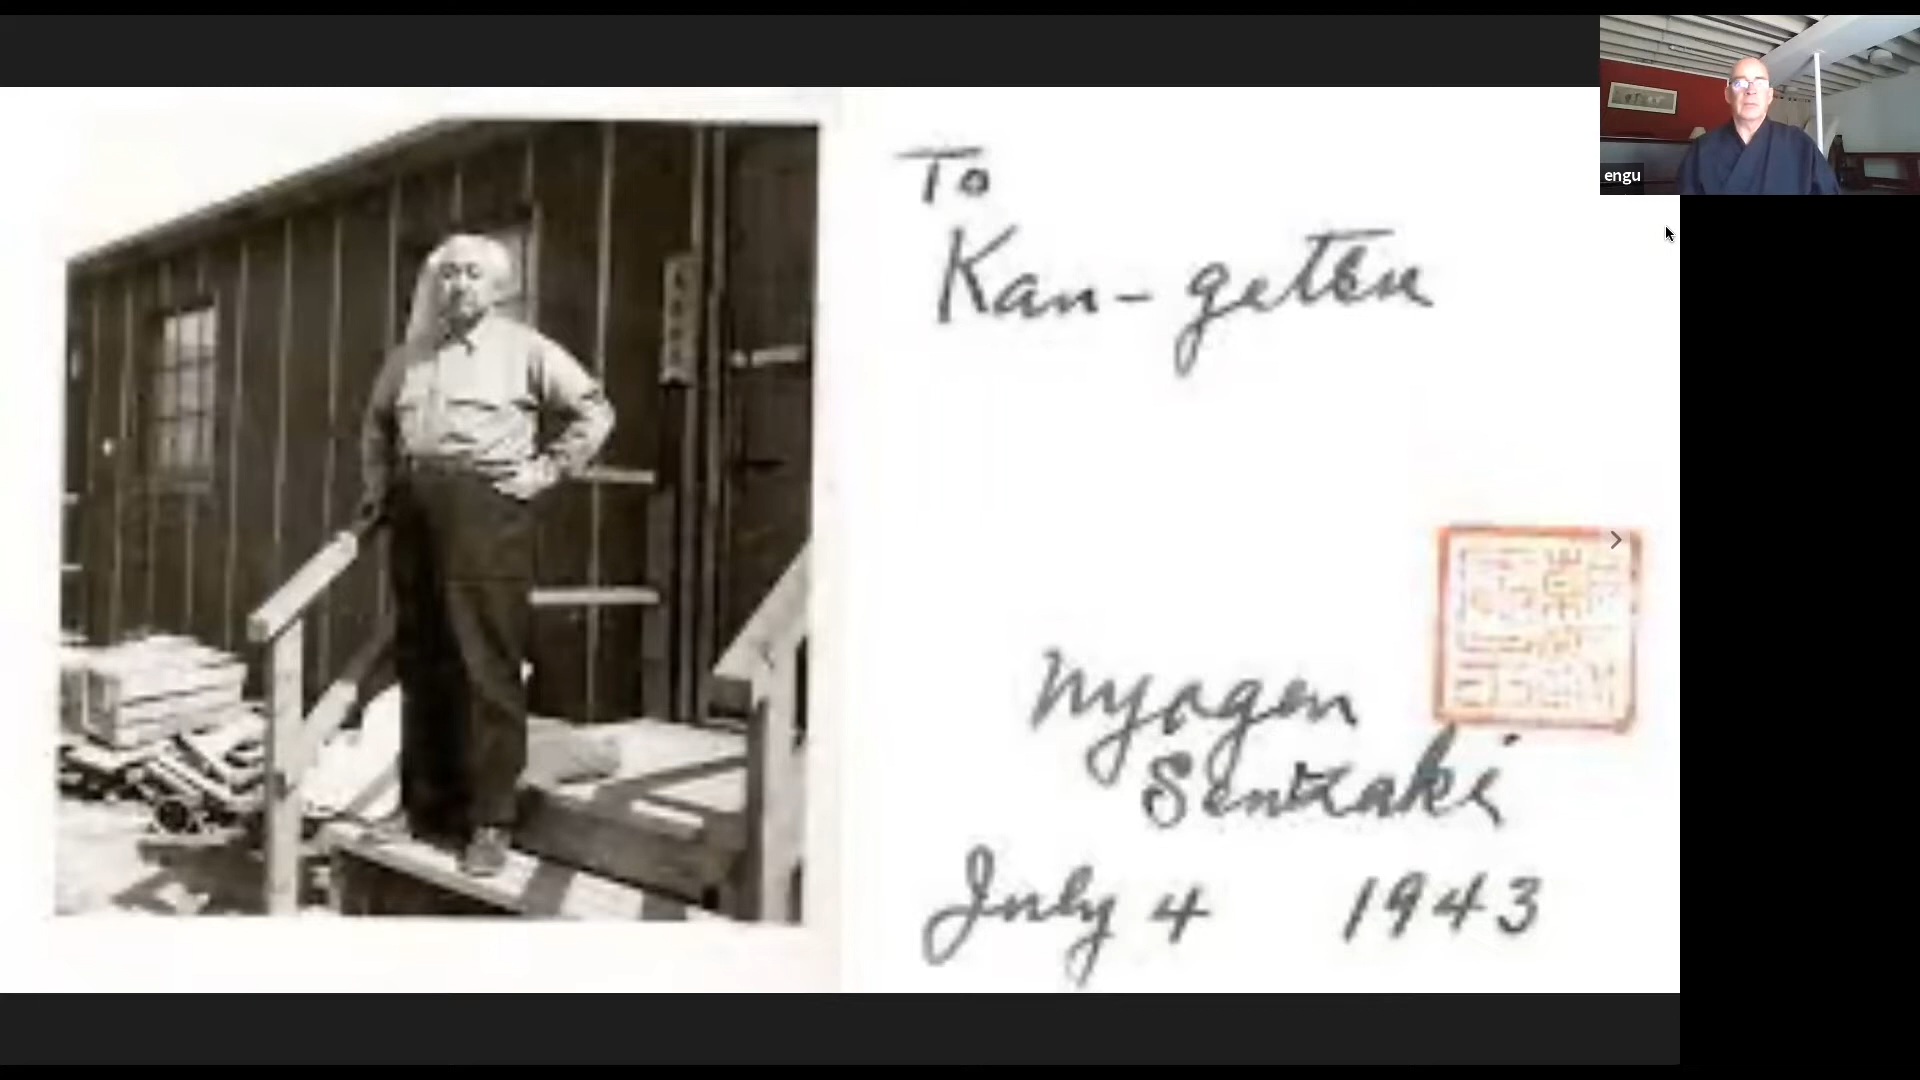 To
Kan-getsu
Nyogen
Senzaki
July 4 1943
engu